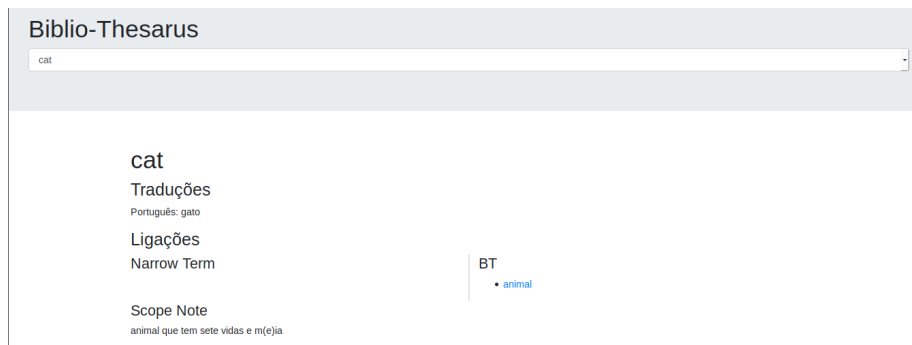 Biblio-Thesarus
cat
cat
Traduções
Português: gato
Ligações
Narrow Term
BT
animal
Scope Note
animal que tem sete vidas e m(e)ia